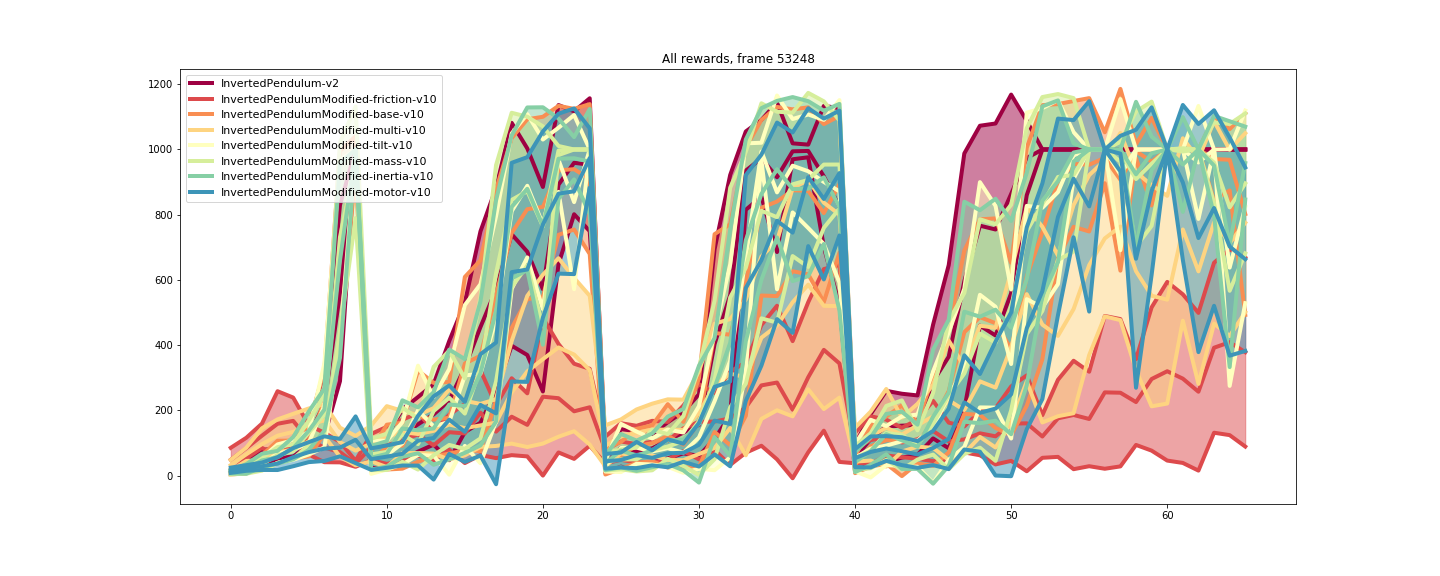 All rewards, frame 53248
1200
1000
800
600
400
200
0
InvertedPendulum-v2
InvertedPendulumModified-friction-v10
InvertedPendulumModified-base-v10
InvertedPendulumModified-multi-v10
InvertedPendulumModified-tilt-v10
InvertedPendulumModified-mass-v10
InvertedPendulumModified-inertia-v10
InvertedPendulumModified-motor-v10
0 10 20 30 40 50 60